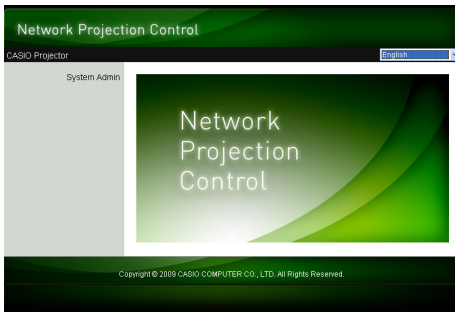 Network Projection Control
CASIO Projector
English
System Admin
Network
Projection
Control
Copyright © 2009 CASIO COMPUTER CO., LTD. All Rights Reserved.